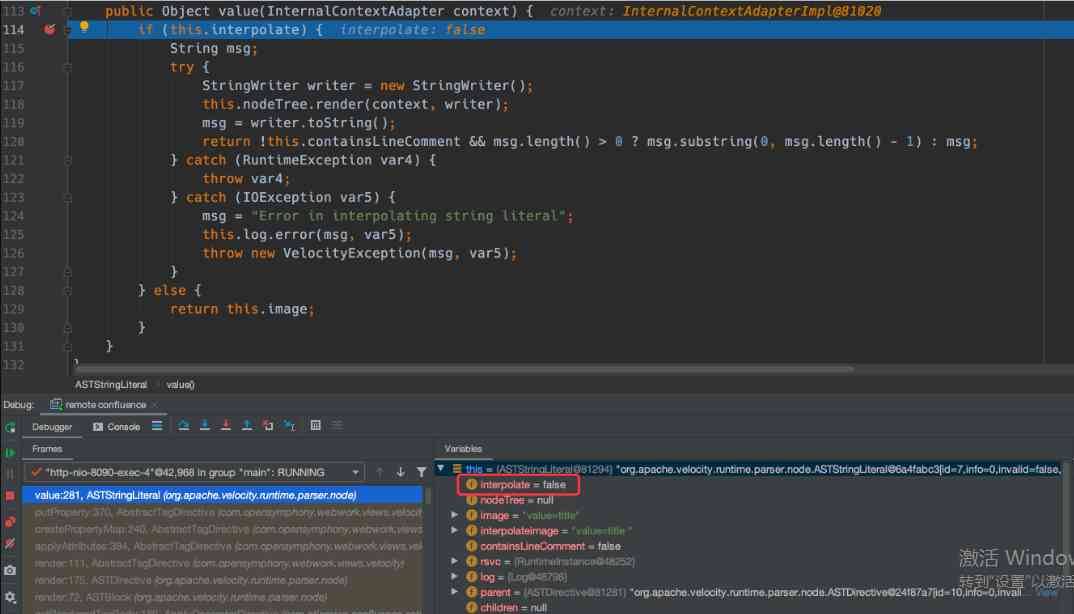 113 public Object value(InternalContextAdapter context) { context: InternalContextAdapterImpl@81020
114 if (this.interpolate) { interpolate: false
115 String msg;
116 try {
117 StringWriter writer = new StringWriter();
118 this.nodeTree.render(context, writer);
119 msg = writer.toString();
120 return !this.containsLineComment && msg.length() > 0 ? msg.substring(0, msg.length() - 1) : msg;
121 } catch (RuntimeException var4) {
122 throw var4;
123 } catch (IOException var5) {
124 msg = "Error in interpolating string literal";
125 this.log.error(msg, var5);
126 throw new VelocityException(msg, var5);
127 }
128 } else {
129 return this.image;
130 }
131 }
132 }
ASTStringLiteral value()
Debug: remote confluence
Debugger Console
Frames
"http-nio-8090-exec-4"@42,968 in group "main": RUNNING
value:281, ASTStringLiteral (org.apache.velocity.runtime.parser.node)
putProperty:370, AbstractTagDirective (com.opensymphony.webwork.views.velocit
createPropertyMap:240, AbstractTagDirective (com.opensymphony.webwork.views.ve
applyAttributes:394, AbstractTagDirective (com.opensymphony.webwork.views.vel
render:111, AbstractTagDirective (com.opensymphony.webwork.views.velocity)
render:175, ASTDirective (org.apache.velocity.runtime.parser.node)
render:72, ASTBlock (org.apache.velocity.runtime.parser.node)
Variables
this = {ASTStringLiteral@81294} "org.apache.velocity.runtime.parser.node.ASTStringLiteral@6a4fabc3[id=7,info=0,invalid=false,
interpolate = false
nodeTree = null
image = "value=title"
interpolateimage = "value=title "
containsLineComment = false
rsvc = {RuntimeInstance@48252}
log = {Log@48796}
parent = {ASTDirective@81281} "org.apache.velocity.runtime.parser.node.ASTDirective@24187a7[id=10,info=0,invali... View
children = null
激活 Window
转到"设置"以激活